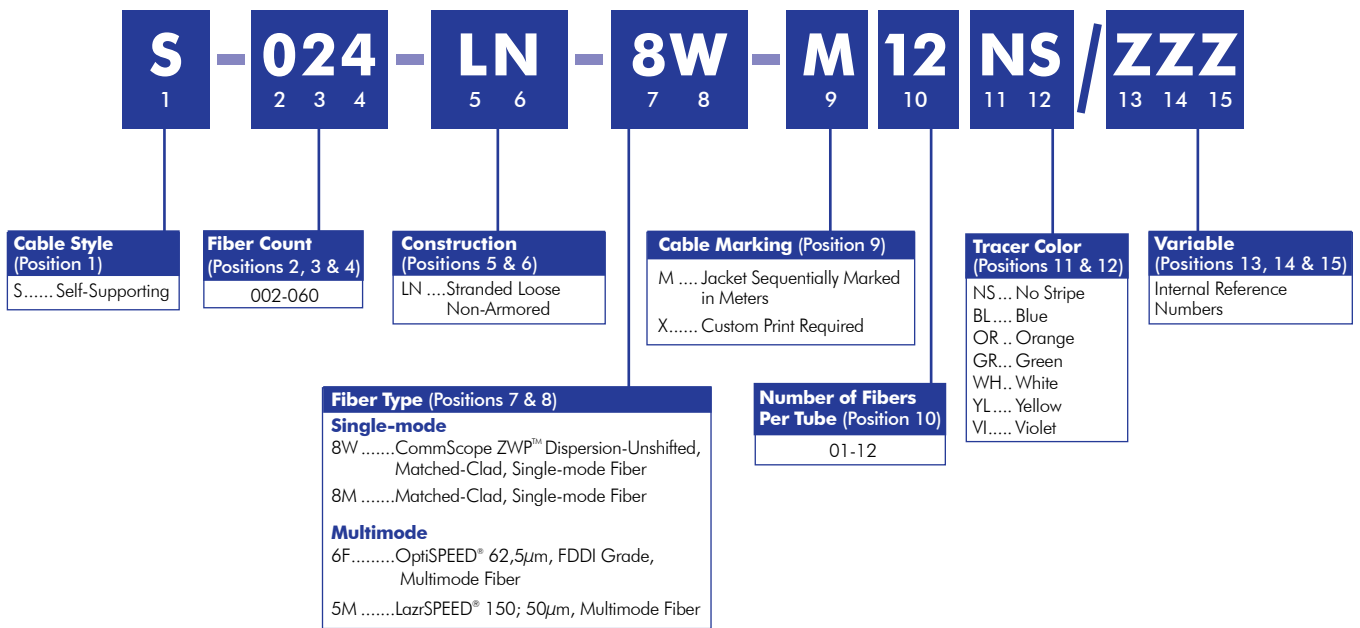 S - 024 - LN - 8W - M 12 NS / ZZZ
1 2 3 4 5 6 7 8 9 10 11 12 13 14 15
Cable Style
(Position 1)
S...... Self-Supporting
Fiber Count
(Positions 2, 3 & 4)
002-060
Construction
(Positions 5 & 6)
LN ....Stranded Loose
Non-Armored
Cable Marking (Position 9)
M .... Jacket Sequentially Marked
in Meters
X...... Custom Print Required
Tracer Color
(Positions 11 & 12)
NS... No Stripe
BL.... Blue
OR .. Orange
GR... Green
WH.. White
YL .... Yellow
VI..... Violet
Variable
(Positions 13, 14 & 15)
Internal Reference
Numbers
Fiber Type (Positions 7 & 8)
Single-mode
8W .......CommScope ZWP™ Dispersion-Unshifted,
Matched-Clad, Single-mode Fiber
8M .......Matched-Clad, Single-mode Fiber
Multimode
6F.........OptiSPEED® 62,5µm, FDDI Grade,
Multimode Fiber
5M .......LazrSPEED® 150; 50µm, Multimode Fiber
Number of Fibers
Per Tube (Position 10)
01-12